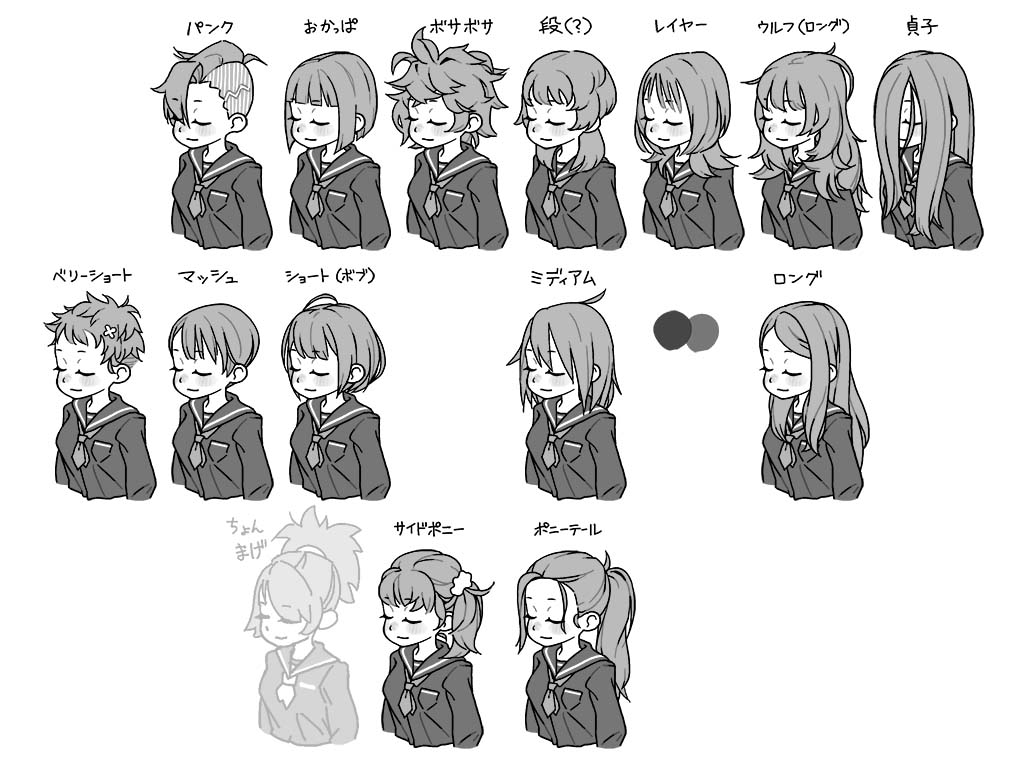 パンク
おかっぱ
ボサボサ
段(?)
レイヤー
ウルフ(ロング)
貞子
ベリーショート
マッシュ
ショート(ボブ)
ミディアム
ロング
ちょん
まげ
サイドポニー
ポニーテール